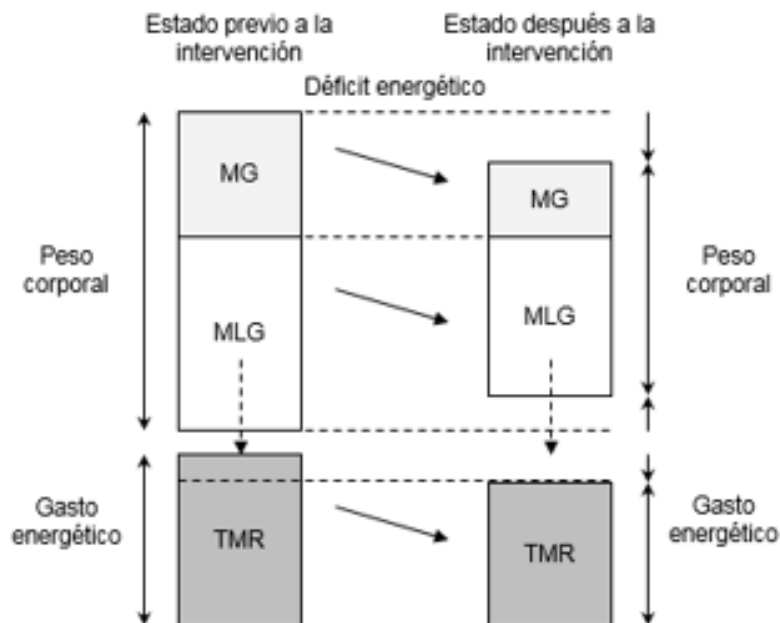 Estado previo a la
intervención
Estado después a la
intervención
Déficit energético
MG
MG
Peso
corporal
Peso
corporal
MLG
MLG
Gasto
energético
Gasto
energético
TMR
TMR